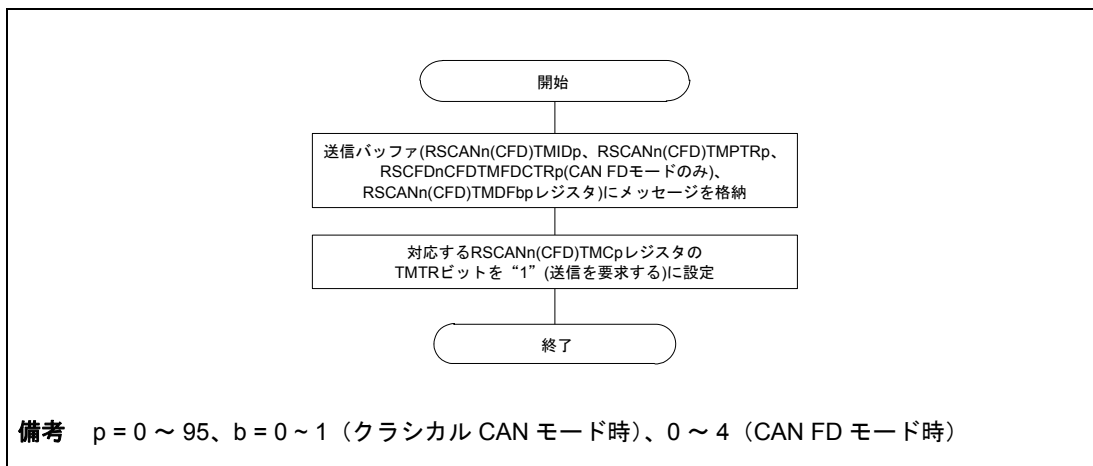 開始
送信バッファ(RSCANn(CFD)TMIDp、RSCANn(CFD)TMPTRp、
RSCFDnCFDTMFDCTRp(CAN FDモードのみ)、
RSCANn(CFD)TMDFbpレジスタ)にメッセージを格納
対応するRSCANn(CFD)TMCpレジスタの
TMTRビットを“1”(送信を要求する)に設定
終了
備考 p = 0 ～ 95、b = 0 ~ 1（クラシカル CAN モード時）、0 ～ 4（CAN FD モード時）